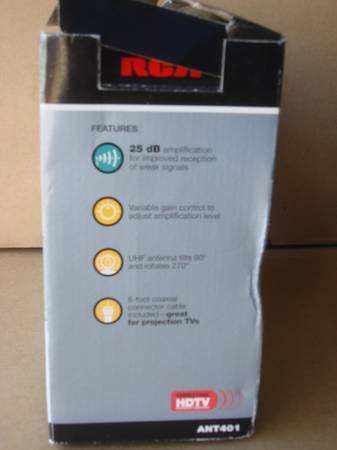 RCA
FEATURES
25 dB amplification
for improved reception
of weak signals
Variable gain control to
adjust amplification level
UHF antenna tilts 90°
and rotates 270°
6-foot coaxial
connector cable
included—great
for projection TVs
HDTV
ANT401